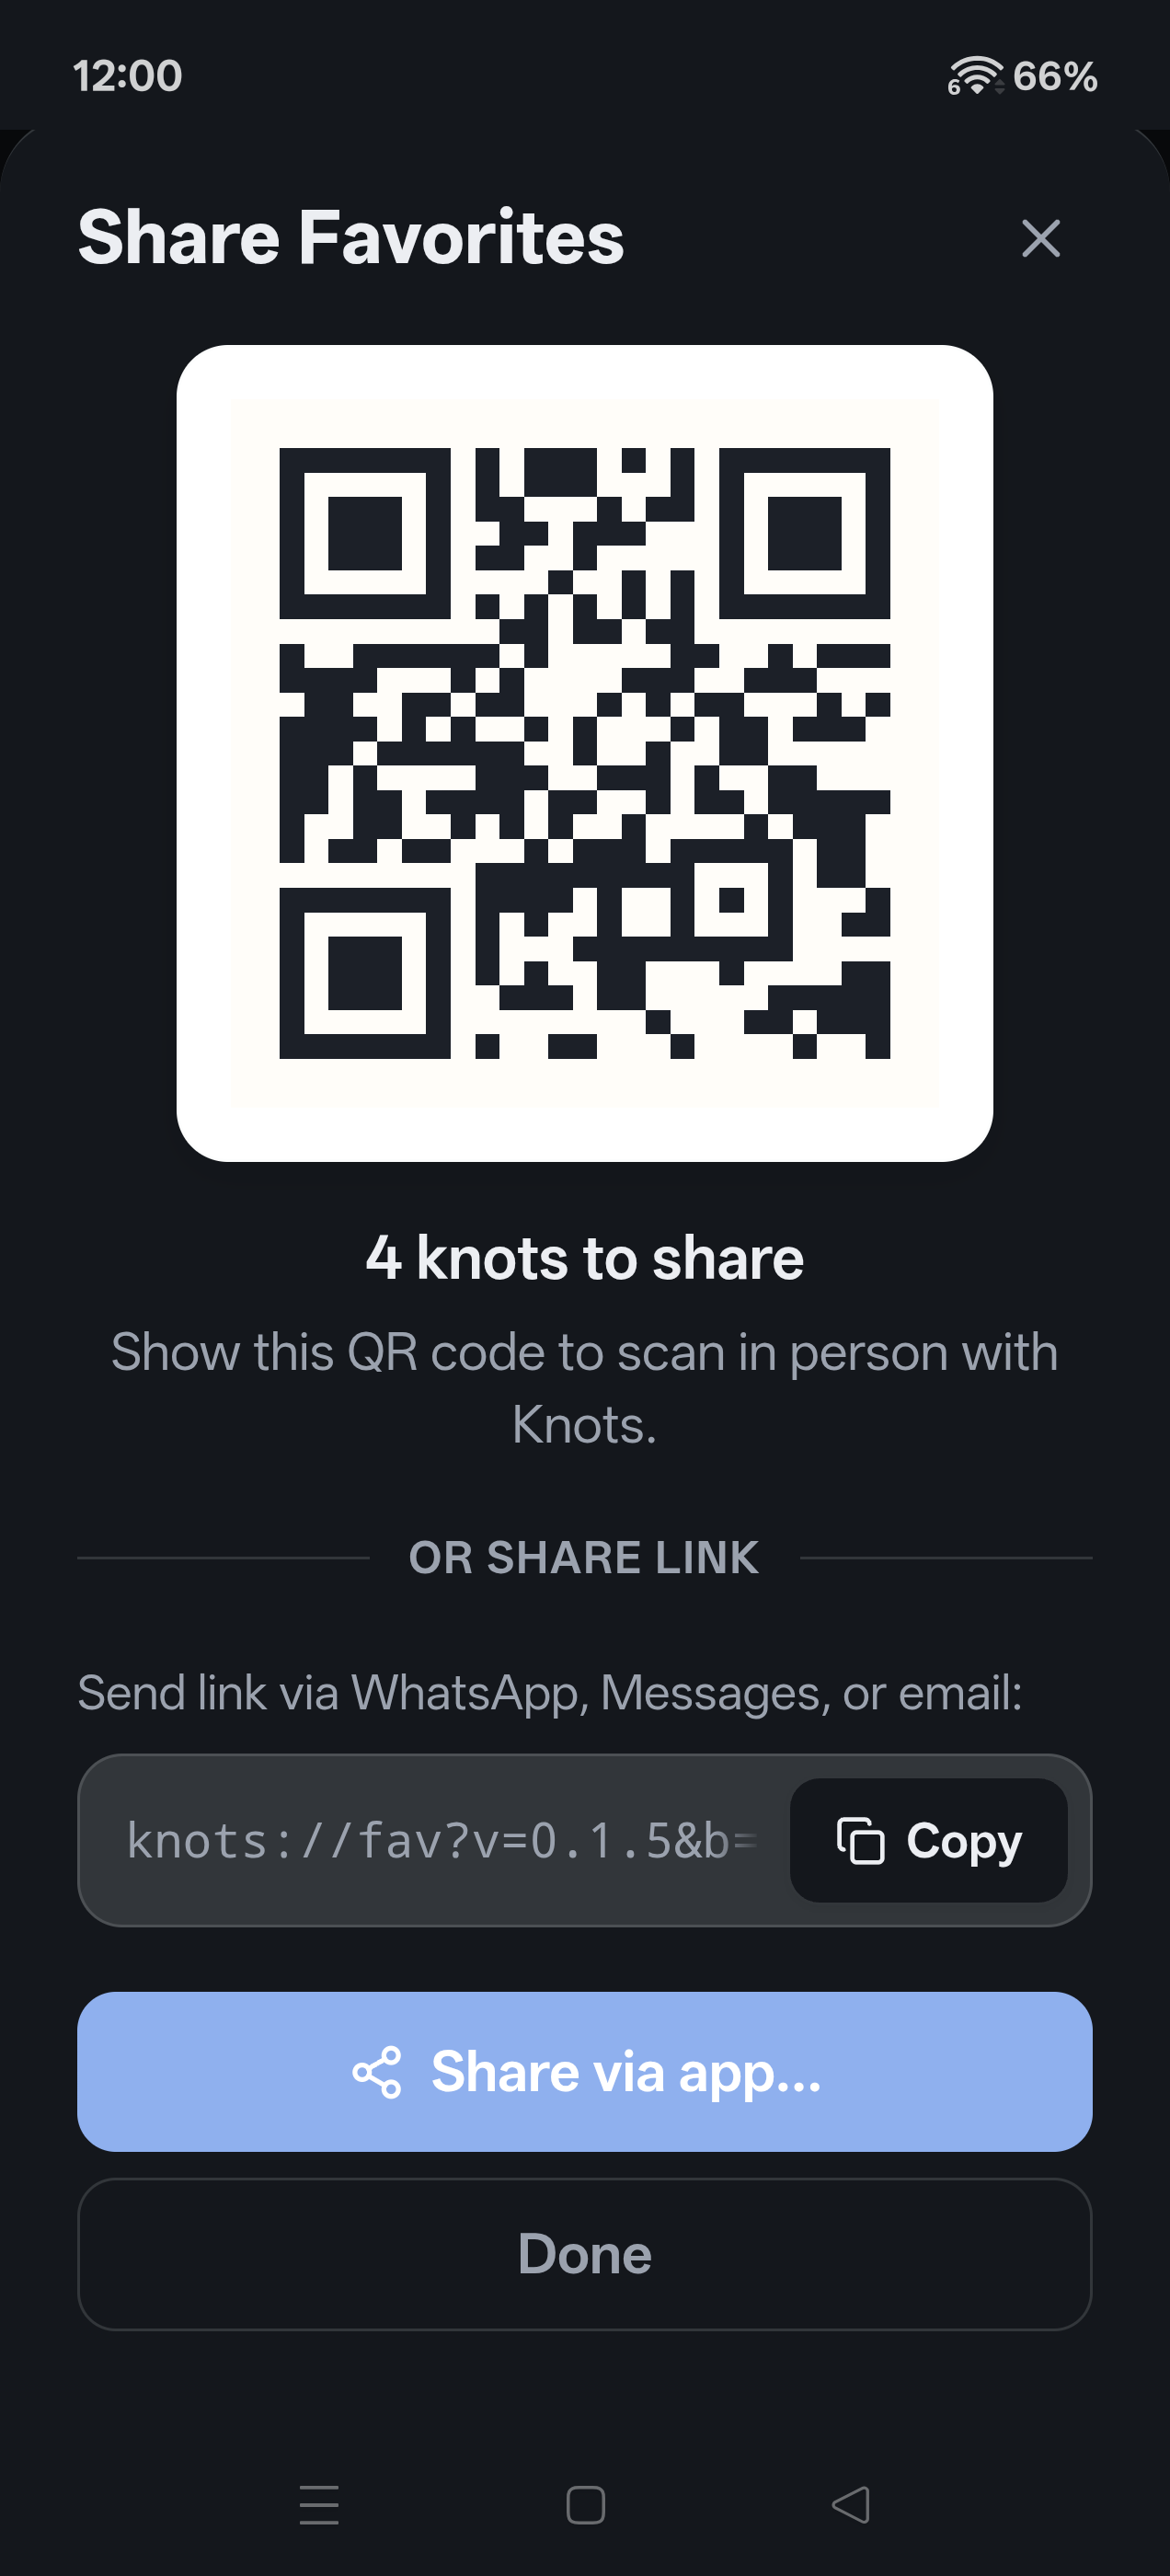 12:00
6 66%
Share Favorites
4 knots to share
Show this QR code to scan in person with
Knots.
OR SHARE LINK
Send link via WhatsApp, Messages, or email:
knots://fav?v=0.1.5&b=
Copy
Share via app...
Done